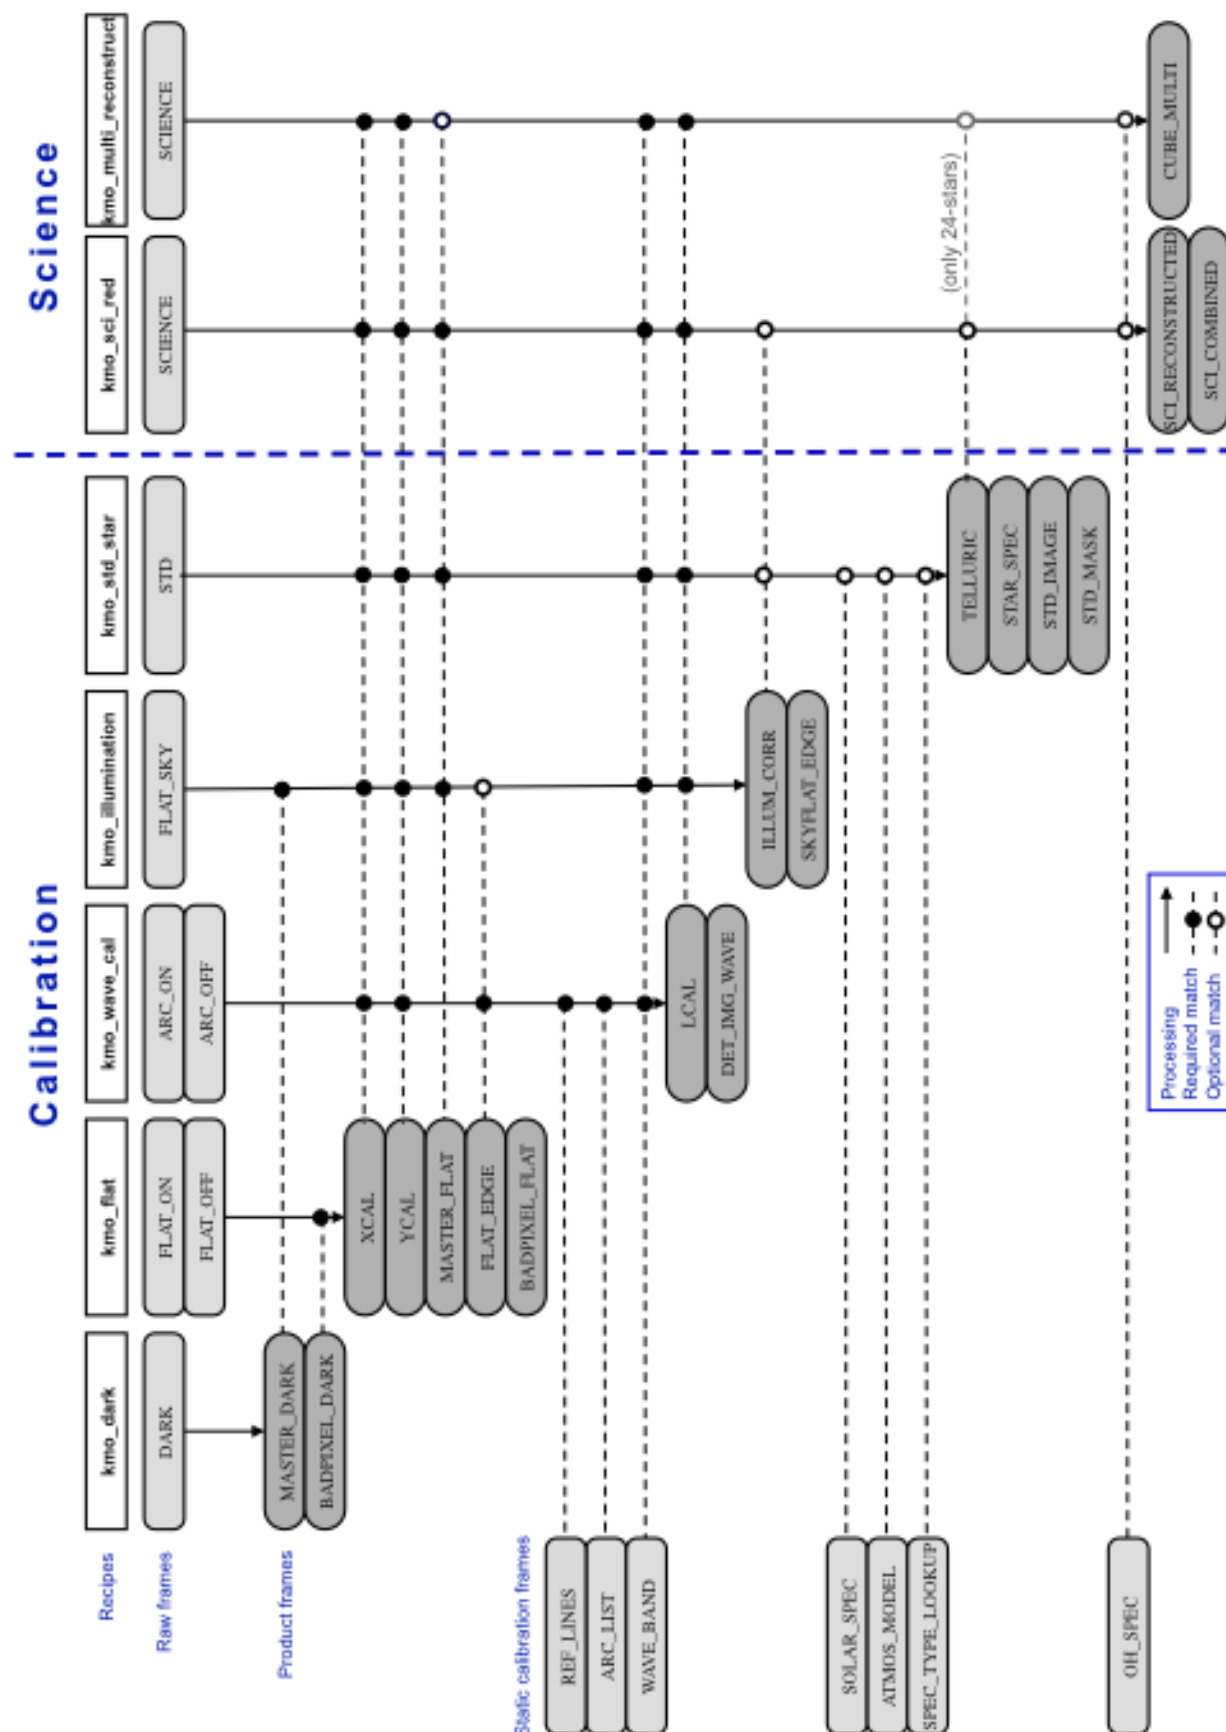 Calibration
Science
Recipes
kmo_dark
kmo_flat
kmo_wave_cal
kmo_illumination
kmo_std_star
kmo_sci_red
kmo_multi_reconstruct
Raw frames
DARK
FLAT_ON
FLAT_OFF
ARC_ON
ARC_OFF
FLAT_SKY
STD
SCIENCE
SCIENCE
Product frames
MASTER_DARK
BADPIXEL_DARK
XCAL
YCAL
MASTER_FLAT
FLAT_EDGE
BADPIXEL_FLAT
Static calibration frames
REF_LINES
ARC_LIST
WAVE_BAND
LCAL
DET_IMG_WAVE
ILLUM_CORR
SKYFLAT_EDGE
SOLAR_SPEC
ATMOS_MODEL
SPEC_TYPE_LOOKUP
TELLURIC
STAR_SPEC
STD_IMAGE
STD_MASK
(only 24-stars)
OH_SPEC
SCI_RECONSTRUCTED
SCI_COMBINED
CUBE_MULTI
Processing
Required match
Optional match